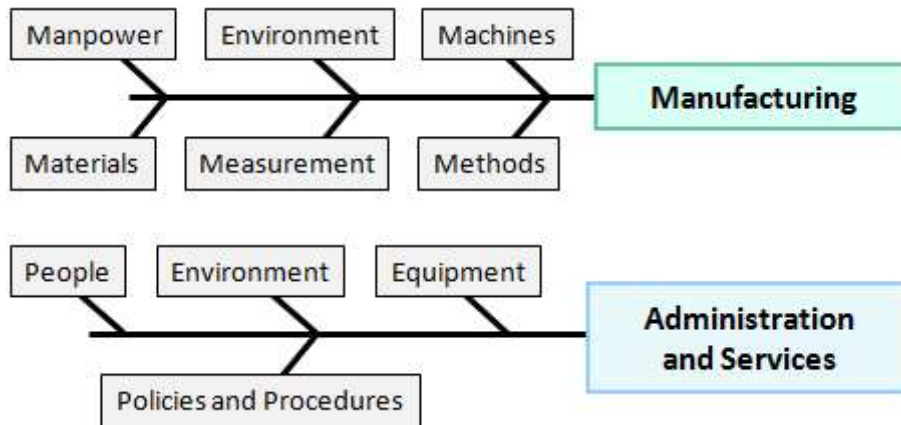 Manpower
Environment
Machines
Manufacturing
Materials
Measurement
Methods
People
Environment
Equipment
Administration
and Services
Policies and Procedures